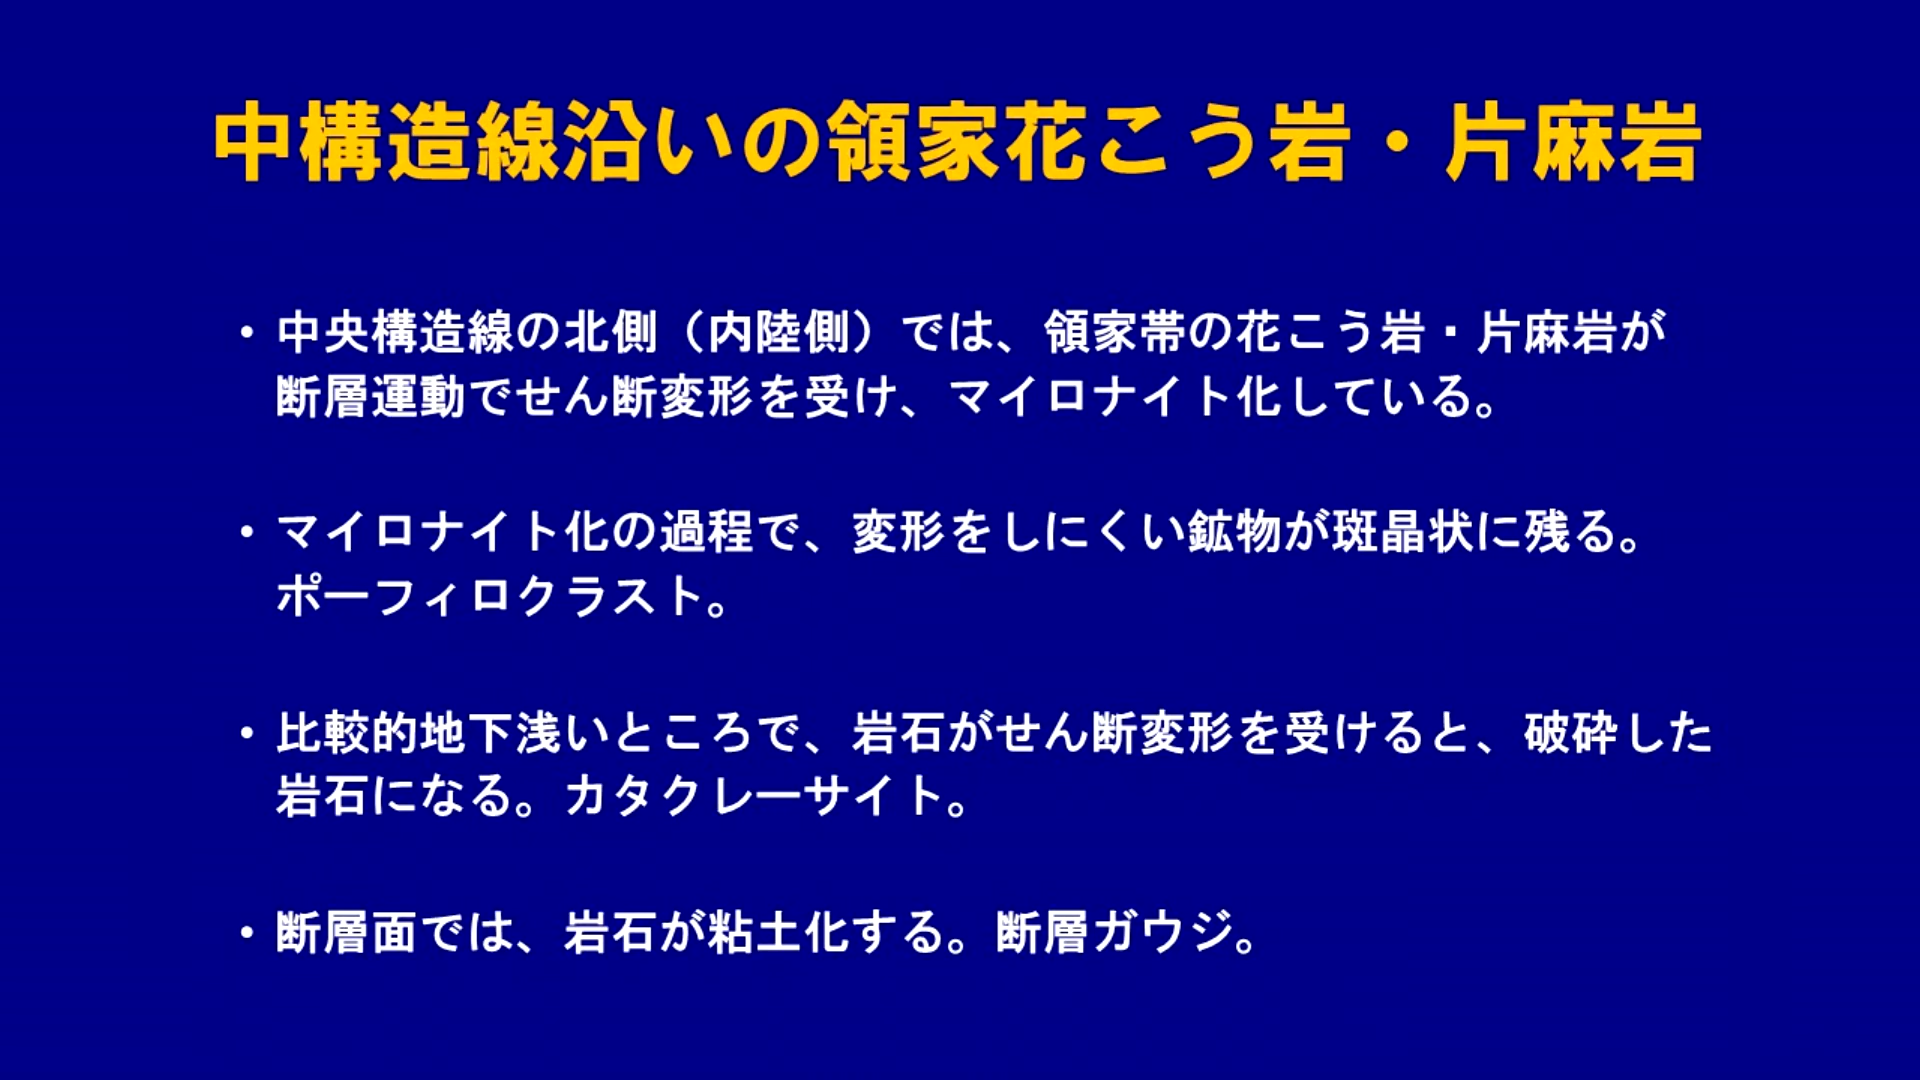 中構造線沿いの領家花こう岩・片麻岩
・中央構造線の北側（内陸側）では、領家帯の花こう岩・片麻岩が
断層運動でせん断変形を受け、マイロナイト化している。
・マイロナイト化の過程で、変形をしにくい鉱物が斑晶状に残る。
ポーフィロクラスト。
・比較的地下浅いところで、岩石がせん断変形を受けると、破砕した
岩石になる。カタクレーサイト。
・断層面では、岩石が粘土化する。断層ガウジ。